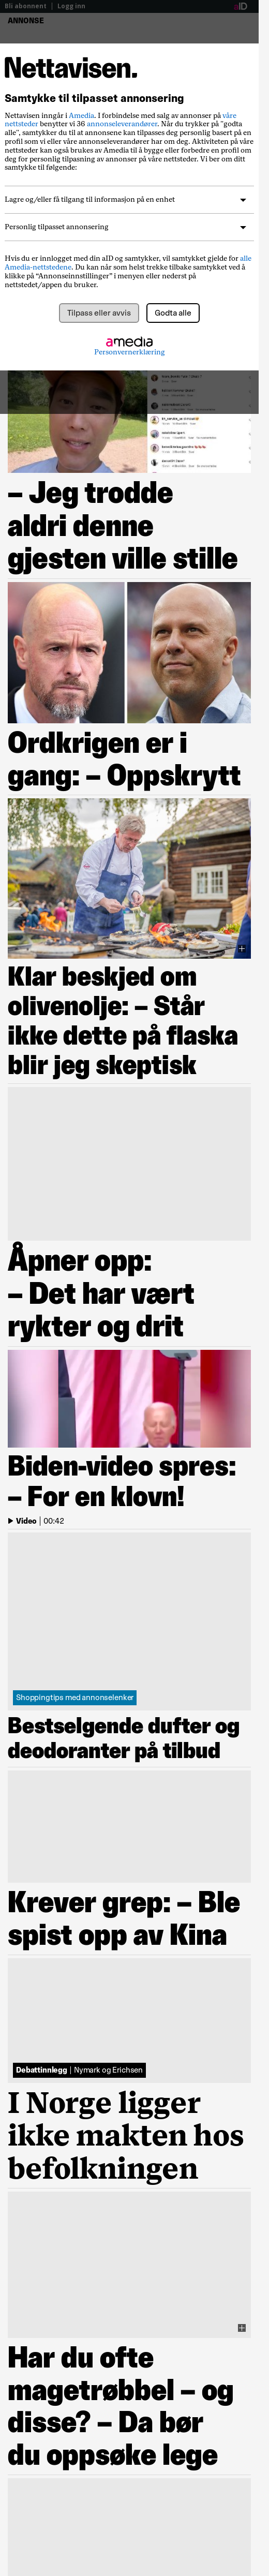 Bli abonnent | Logg inn
aID
ANNONSE
Nettavisen.
Samtykke til tilpasset annonsering
Nettavisen inngår i Amedia. I forbindelse med salg av annonser på våre
nettsteder benytter vi 36 annonseleverandører. Når du trykker på "godta
alle", samtykker du til at annonser kan tilpasses deg personlig basert på en
profil som vi eller våre annonseleverandører har om deg. Aktiviteten på våre
nettsteder kan også brukes av Amedia til å bygge eller forbedre en profil om
deg for personlig tilpasning av annonser på våre nettsteder. Vi ber om ditt
samtykke til følgende:
Lagre og/eller få tilgang til informasjon på en enhet
Personlig tilpasset annonsering
Hvis du er innlogget med din aID og samtykker, vil samtykket gjelde for alle
Amedia-nettstedene. Du kan når som helst trekke tilbake samtykket ved å
klikke på “Annonseinnstillinger” i menyen eller nederst på
nettstedet/appen du bruker.
Tilpass eller avvis
Godta alle
amedia
Personvernerklæring
– Jeg trodde
aldri denne
gjesten ville stille
Ordkrigen er i
gang: – Oppskrytt
Klar beskjed om
olivenolje: – Står
ikke dette på flaska
blir jeg skeptisk
Åpner opp:
– Det har vært
rykter og drit
Biden-video spres:
– For en klovn!
Video | 00:42
Shoppingtips med annonselenker
Bestselgende dufter og
deodoranter på tilbud
Krever grep: – Ble
spist opp av Kina
Debattinnlegg | Nymark og Erichsen
I Norge ligger
ikke makten hos
befolkningen
Har du ofte
magetrøbbel – og
disse? – Da bør
du oppsøke lege